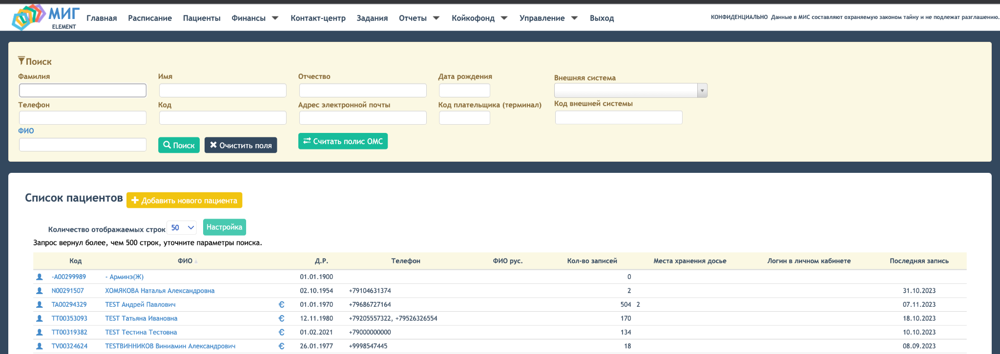 МИГ
ELEMENT
Главная Расписание Пациенты Финансы Контакт-центр Задания Отчеты Койкофонд Управление Выход
КОНФИДЕНЦИАЛЬНО Данные в МИС составляют охраняемую законом тайну и не подлежат разглашению.
Поиск
Фамилия Имя Отчество Дата рождения Внешняя система
Телефон Код Адрес электронной почты Код плательщика (терминал) Код внешней системы
ФИО
Поиск Очистить поля Считать полис ОМС
Список пациентов Добавить нового пациента
Количество отображаемых строк 50 Настройка
Запрос вернул более, чем 500 строк, уточните параметры поиска.
Код ФИО Д.Р. Телефон ФИО рус. Кол-во записей Места хранения досье Логин в личном кабинете Последняя запись
-A00299989 - Арминэ(Ж) 01.01.1900 0
N00291507 ХОМЯКОВА Наталья Александровна 02.10.1954 +79104631374 2 31.10.2023
TA00294329 TEST Андрей Павлович € 01.01.1970 +79686727164 504 2 07.11.2023
TT00353093 TEST Татьяна Ивановна € 12.11.1980 +79205557322, +79526326554 170 18.10.2023
TT00319382 TEST Тестина Тестовна € 01.02.2021 +79000000000 134 10.10.2023
TV00324624 TESTВИННИКОВ Виниамин Александрович € 26.01.1977 +9998547445 18 08.09.2023